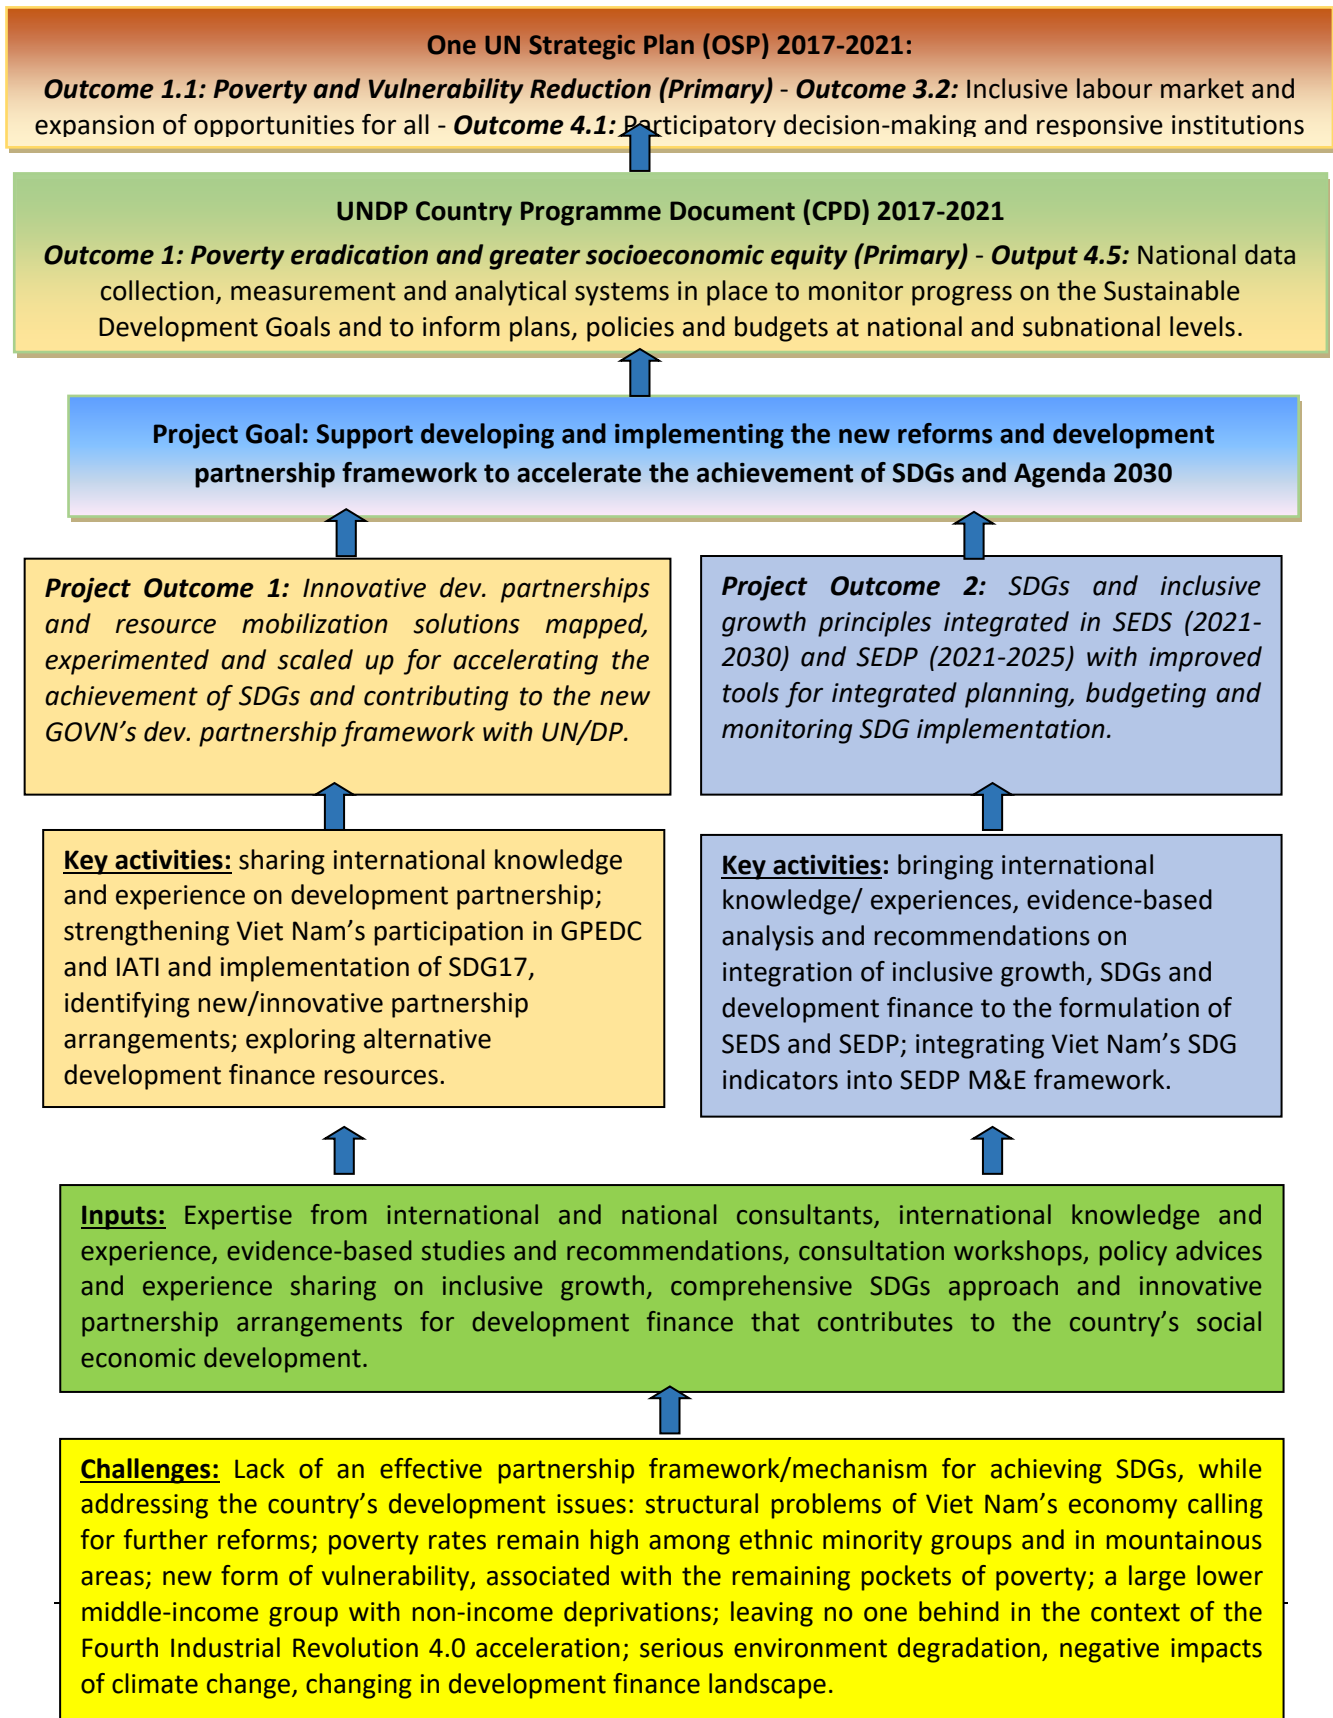 One UN Strategic Plan (OSP) 2017-2021:
Outcome 1.1: Poverty and Vulnerability Reduction (Primary) - Outcome 3.2: Inclusive labour market and
expansion of opportunities for all - Outcome 4.1: Participatory decision-making and responsive institutions
UNDP Country Programme Document (CPD) 2017-2021
Outcome 1: Poverty eradication and greater socioeconomic equity (Primary) - Output 4.5: National data
collection, measurement and analytical systems in place to monitor progress on the Sustainable
Development Goals and to inform plans, policies and budgets at national and subnational levels.
Project Goal: Support developing and implementing the new reforms and development
partnership framework to accelerate the achievement of SDGs and Agenda 2030
Project Outcome 1: Innovative dev. partnerships
and resource mobilization solutions mapped,
experimented and scaled up for accelerating the
achievement of SDGs and contributing to the new
GOVN’s dev. partnership framework with UN/DP.
Project Outcome 2: SDGs and inclusive
growth principles integrated in SEDS (2021-
2030) and SEDP (2021-2025) with improved
tools for integrated planning, budgeting and
monitoring SDG implementation.
Key activities: sharing international knowledge
and experience on development partnership;
strengthening Viet Nam’s participation in GPEDC
and IATI and implementation of SDG17,
identifying new/innovative partnership
arrangements; exploring alternative
development finance resources.
Key activities: bringing international
knowledge/ experiences, evidence-based
analysis and recommendations on
integration of inclusive growth, SDGs and
development finance to the formulation of
SEDS and SEDP; integrating Viet Nam’s SDG
indicators into SEDP M&E framework.
Inputs: Expertise from international and national consultants, international knowledge and
experience, evidence-based studies and recommendations, consultation workshops, policy advices
and experience sharing on inclusive growth, comprehensive SDGs approach and innovative
partnership arrangements for development finance that contributes to the country’s social
economic development.
Challenges: Lack of an effective partnership framework/mechanism for achieving SDGs, while
addressing the country’s development issues: structural problems of Viet Nam’s economy calling
for further reforms; poverty rates remain high among ethnic minority groups and in mountainous
areas; new form of vulnerability, associated with the remaining pockets of poverty; a large lower
middle-income group with non-income deprivations; leaving no one behind in the context of the
Fourth Industrial Revolution 4.0 acceleration; serious environment degradation, negative impacts
of climate change, changing in development finance landscape.